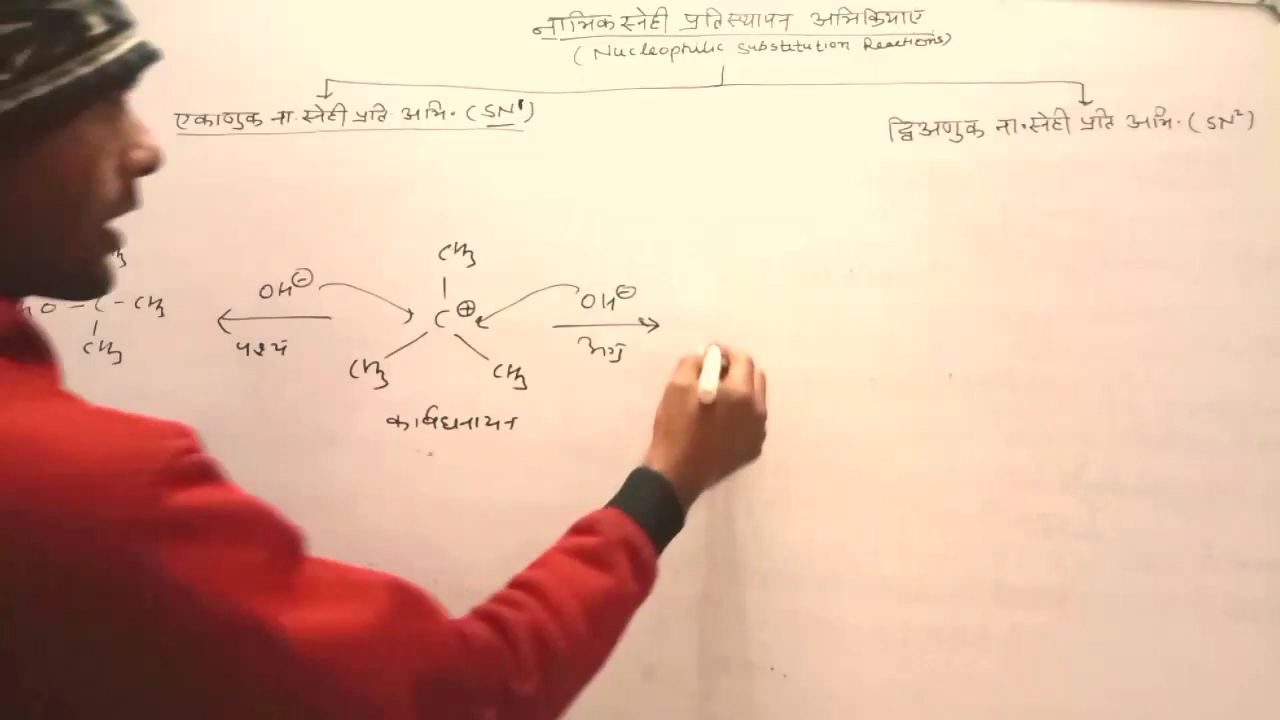 नाभिक स्नेही प्रतिस्थापन अभिक्रियाएं
(Nucleophilic Substitution Reactions)
एकाणुक ना. स्नेही प्रति अभि. (SN¹)
द्विअणुक ना. स्नेही प्रति अभि. (SN²)
CH₃
OH⊖ C⊕ OH⊖
O – C – CH₃
पश्य अग्र
CH₃ CH₃ CH₃
कार्बधनायन